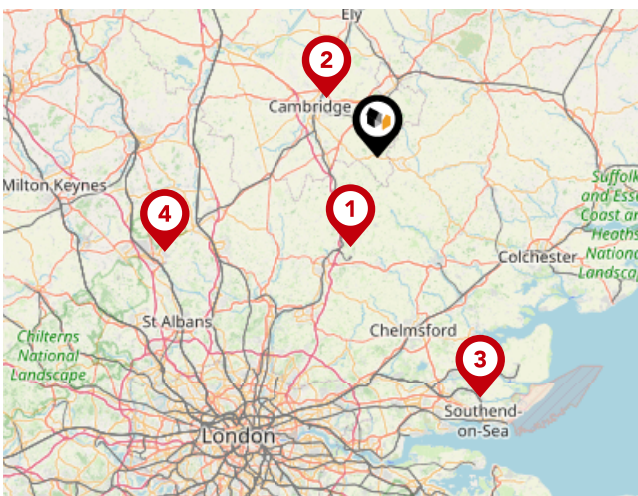 Ely
2
Cambridge
Milton Keynes
4
1
Suffolk
and Esse
Coast an
Heaths
Nationa
Landscap
Colchester
St Albans
Chelmsford
Chilterns
National
Landscape
3
Southend-
on-Sea
London